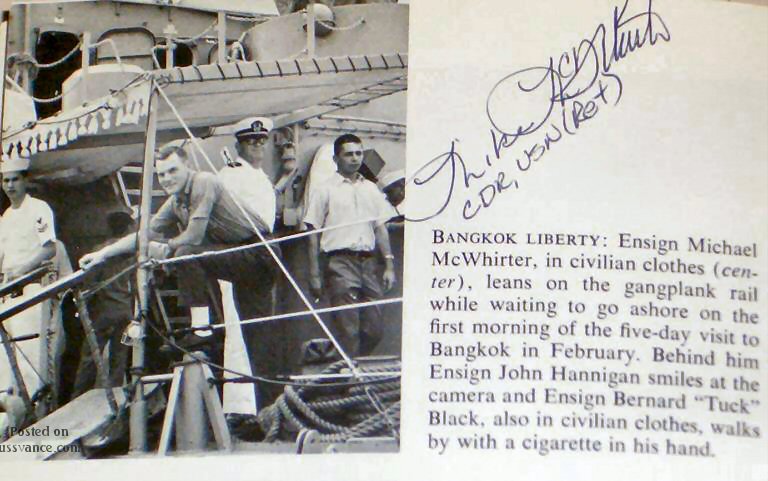 Mike McWhirter
CDR, USN (Ret)
BANGKOK LIBERTY: Ensign Michael
McWhirter, in civilian clothes (cen-
ter), leans on the gangplank rail
while waiting to go ashore on the
first morning of the five-day visit to
Bangkok in February. Behind him
Ensign John Hannigan smiles at the
camera and Ensign Bernard “Tuck”
Black, also in civilian clothes, walks
by with a cigarette in his hand.
Posted on
ussvance.com